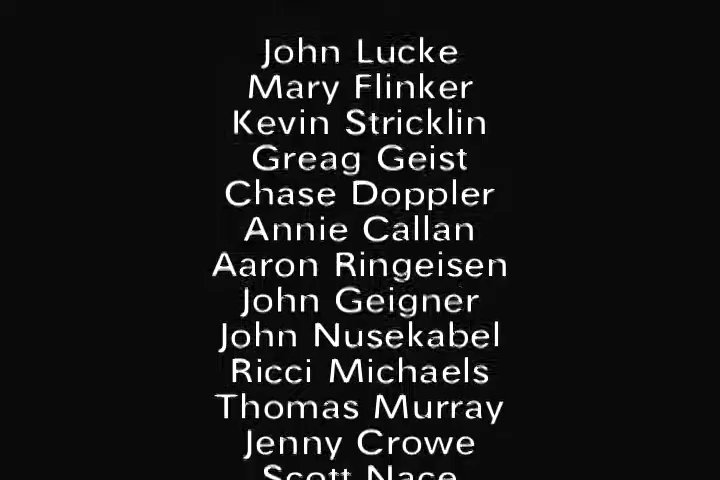 John Lucke
Mary Flinker
Kevin Stricklin
Greag Geist
Chase Doppler
Annie Callan
Aaron Ringeisen
John Geigner
John Nusekabel
Ricci Michaels
Thomas Murray
Jenny Crowe
Scott Nace